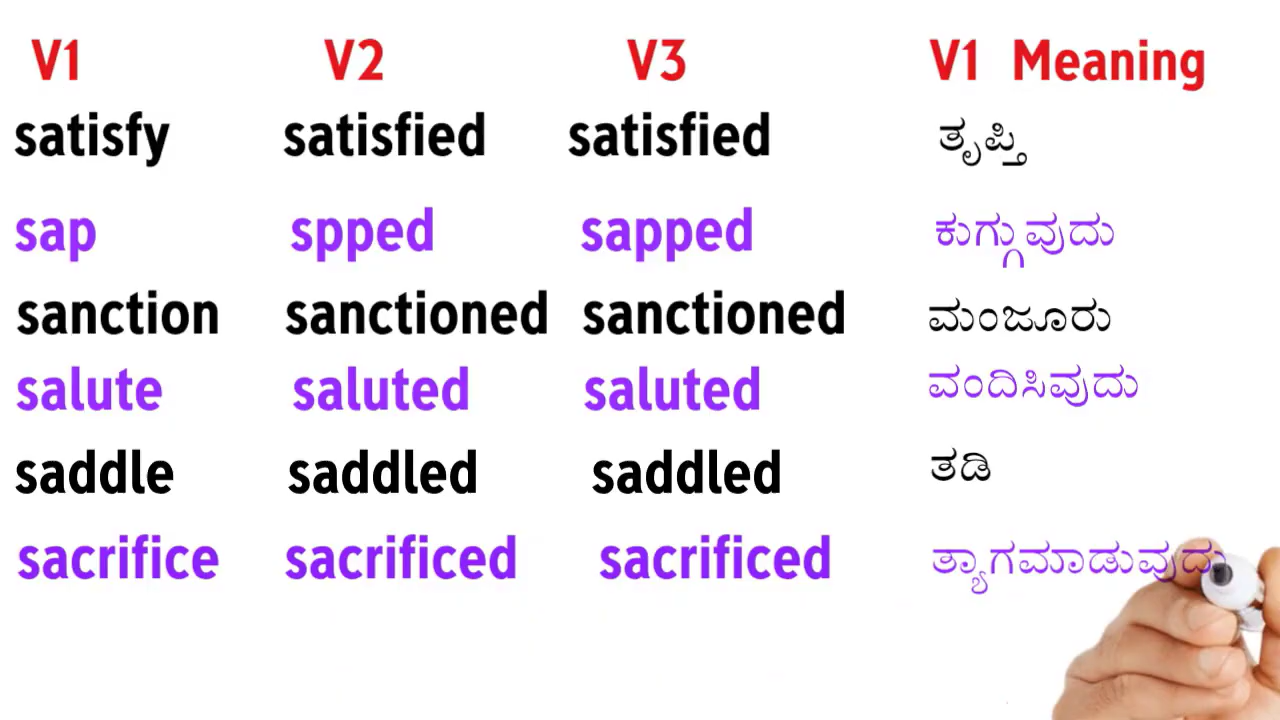 V1 V2 V3 V1 Meaning
satisfy satisfied satisfied ತೃಪ್ತಿ
sap spped sapped ಕುಗ್ಗುವುದು
sanction sanctioned sanctioned ಮಂಜೂರು
salute saluted saluted ವಂದಿಸಿವುದು
saddle saddled saddled ತಡಿ
sacrifice sacrificed sacrificed ತ್ಯಾಗಮಾಡುವುದು